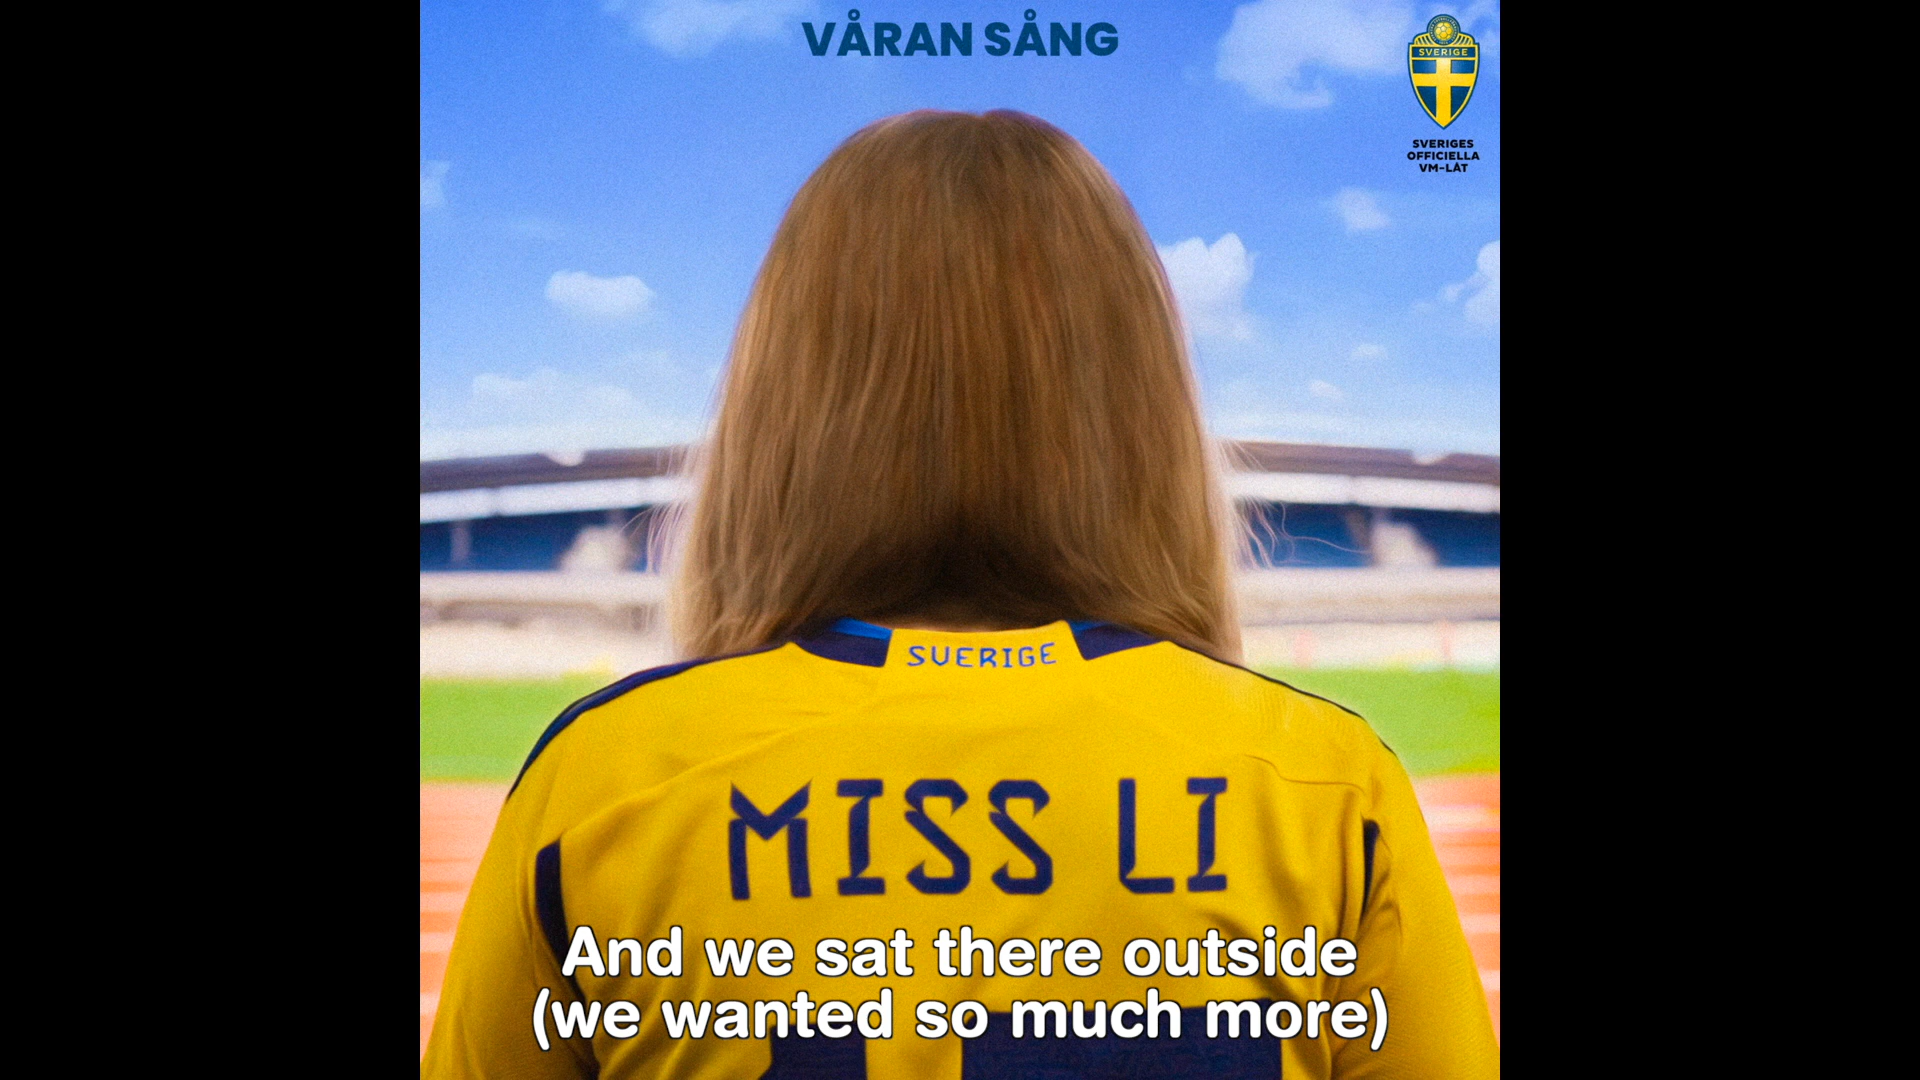 VÅRAN SÅNG
SVERIGE
SVERIGES
OFFICIELLA
VM-LÅT
SVERIGE
MISS LI
And we sat there outside
(we wanted so much more)